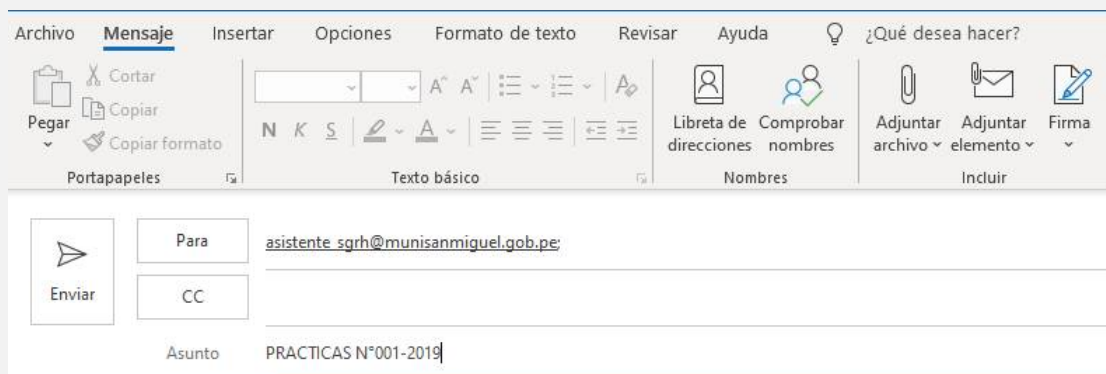 Archivo Mensaje Insertar Opciones Formato de texto Revisar Ayuda ¿Qué desea hacer?
Pegar
Cortar
Copiar
Copiar formato
Portapapeles
N K S
Texto básico
Libreta de direcciones
Comprobar nombres
Nombres
Adjuntar archivo
Adjuntar elemento
Firma
Incluir
Enviar
Para
asistente_sgrh@munisanmiguel.gob.pe;
CC
Asunto
PRACTICAS N°001-2019